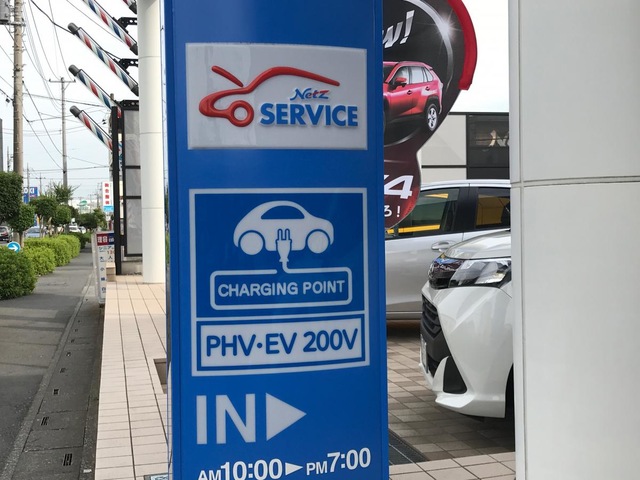 Netz
SERVICE
CHARGING POINT
PHV・EV 200V
IN▶
AM10:00▶PM7:00